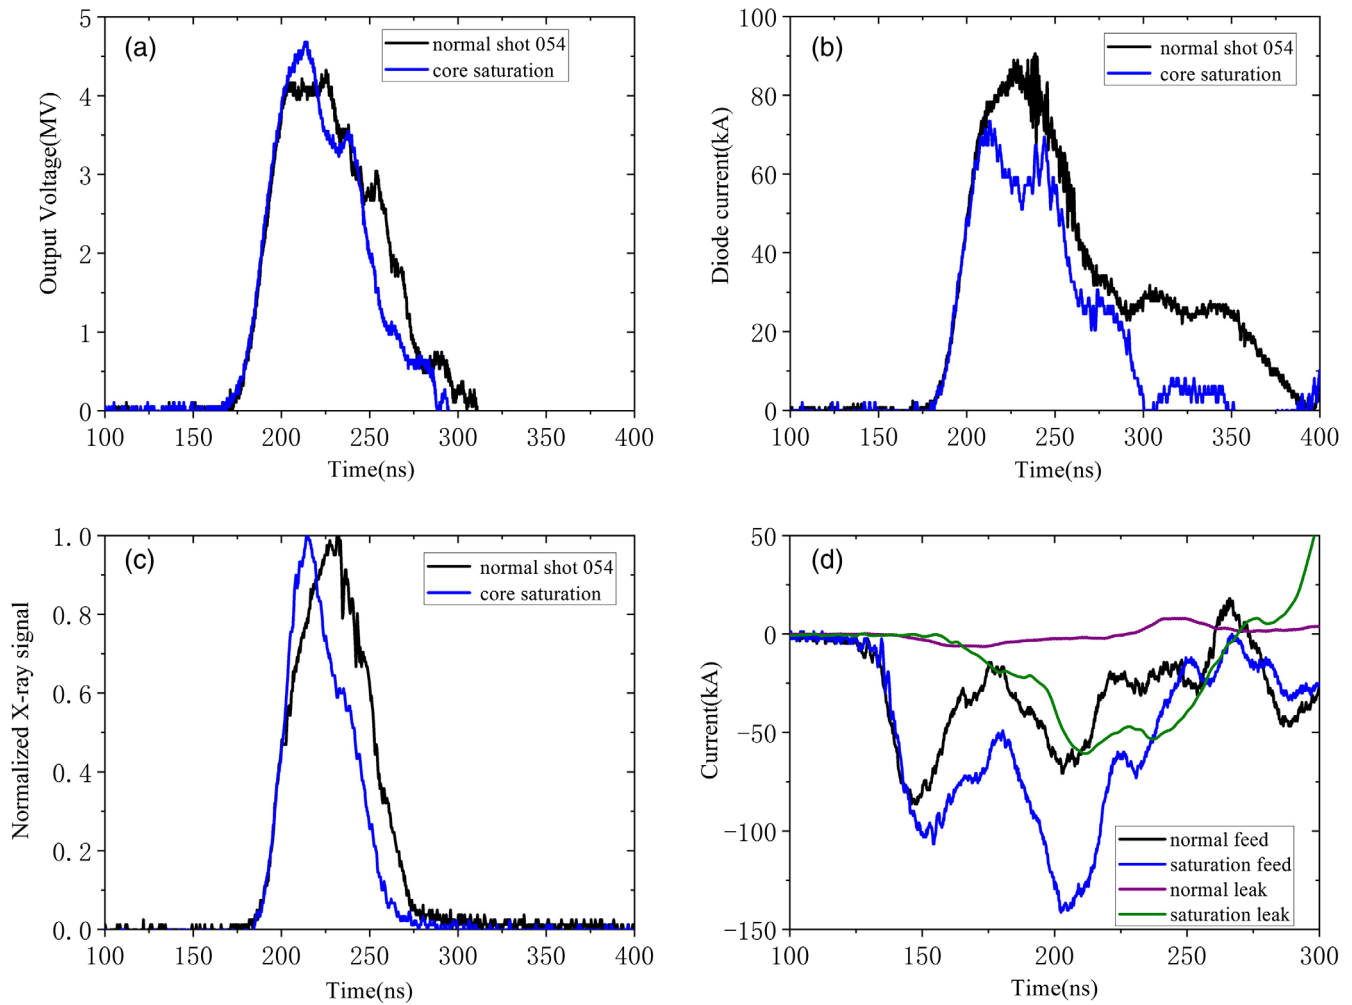 (a)
normal shot 054
core saturation
Output Voltage(MV)
5
4
3
2
1
0
100 150 200 250 300 350 400
Time(ns)
(b)
normal shot 054
core saturation
Diode current(kA)
100
80
60
40
20
0
100 150 200 250 300 350 400
Time(ns)
(c)
normal shot 054
core saturation
Normalized X-ray signal
1.0
0.8
0.6
0.4
0.2
0.0
100 150 200 250 300 350 400
Time(ns)
(d)
Current(kA)
50
0
−50
−100
−150
normal feed
saturation feed
normal leak
saturation leak
100 150 200 250 300
Time(ns)